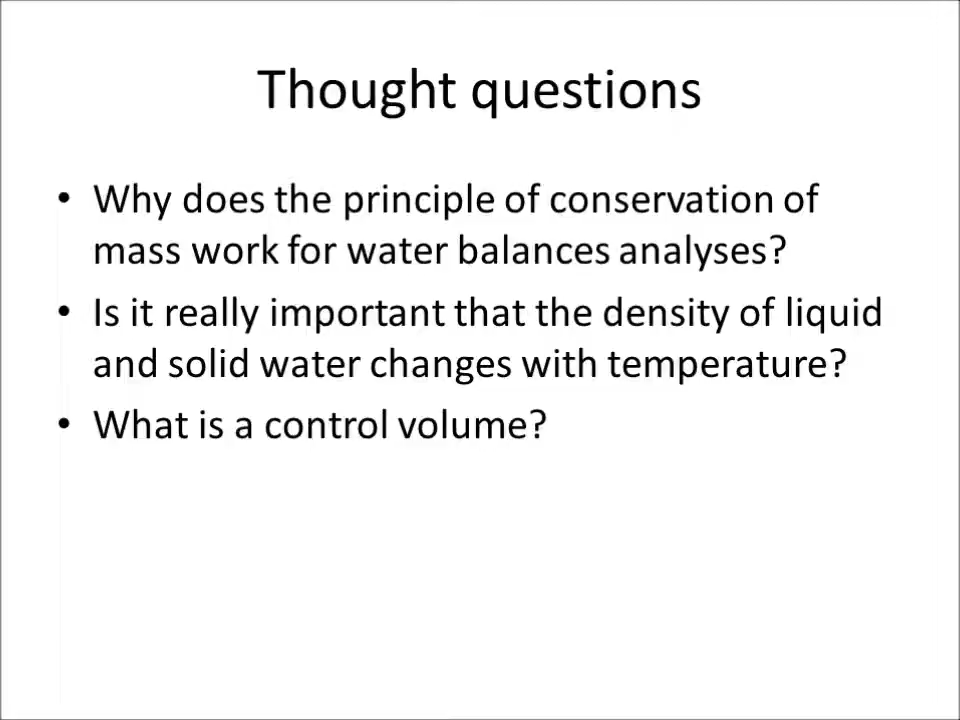 Thought questions
• Why does the principle of conservation of
mass work for water balances analyses?
• Is it really important that the density of liquid
and solid water changes with temperature?
• What is a control volume?